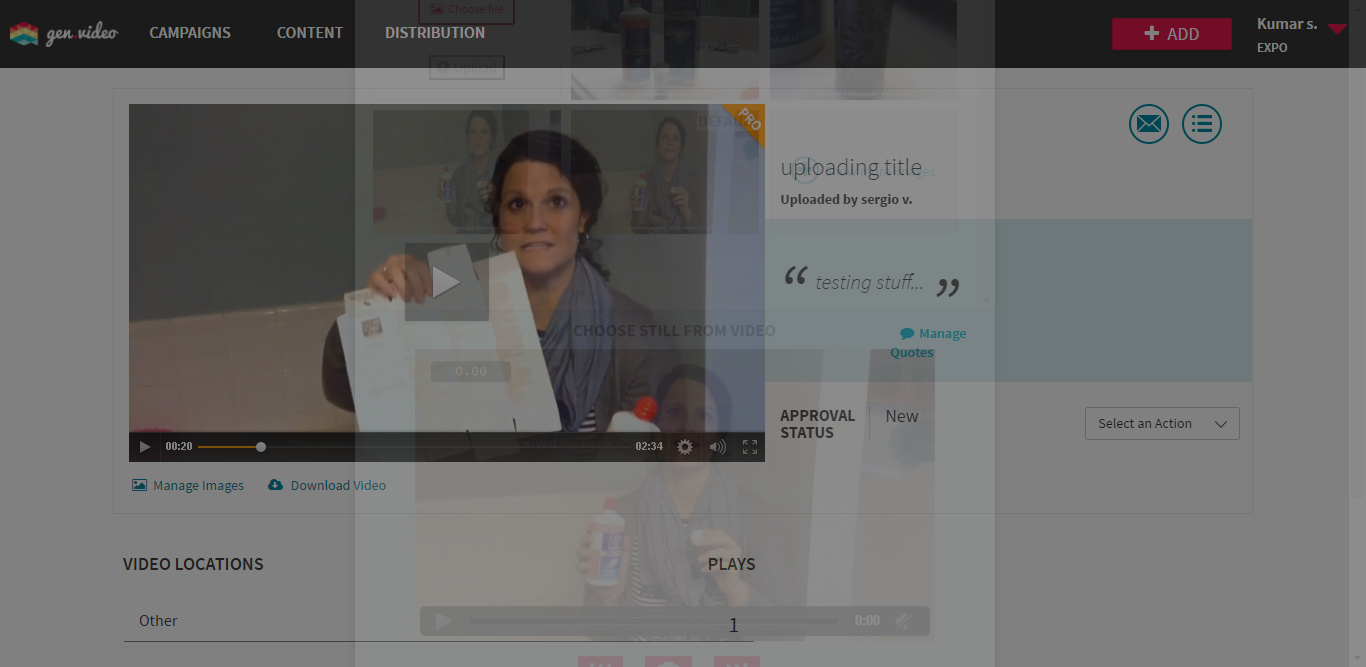 gen.video
CAMPAIGNS
CONTENT
DISTRIBUTION
ADD
Kumar s.
EXPO
Choose file
Upload
PRO
uploading title
Uploaded by sergio v.
“ testing stuff... ”
CHOOSE STILL FROM VIDEO
Manage
Quotes
0.00
APPROVAL
STATUS
New
Select an Action
00:20
02:34
Manage Images
Download Video
VIDEO LOCATIONS
PLAYS
Other
1
0:00